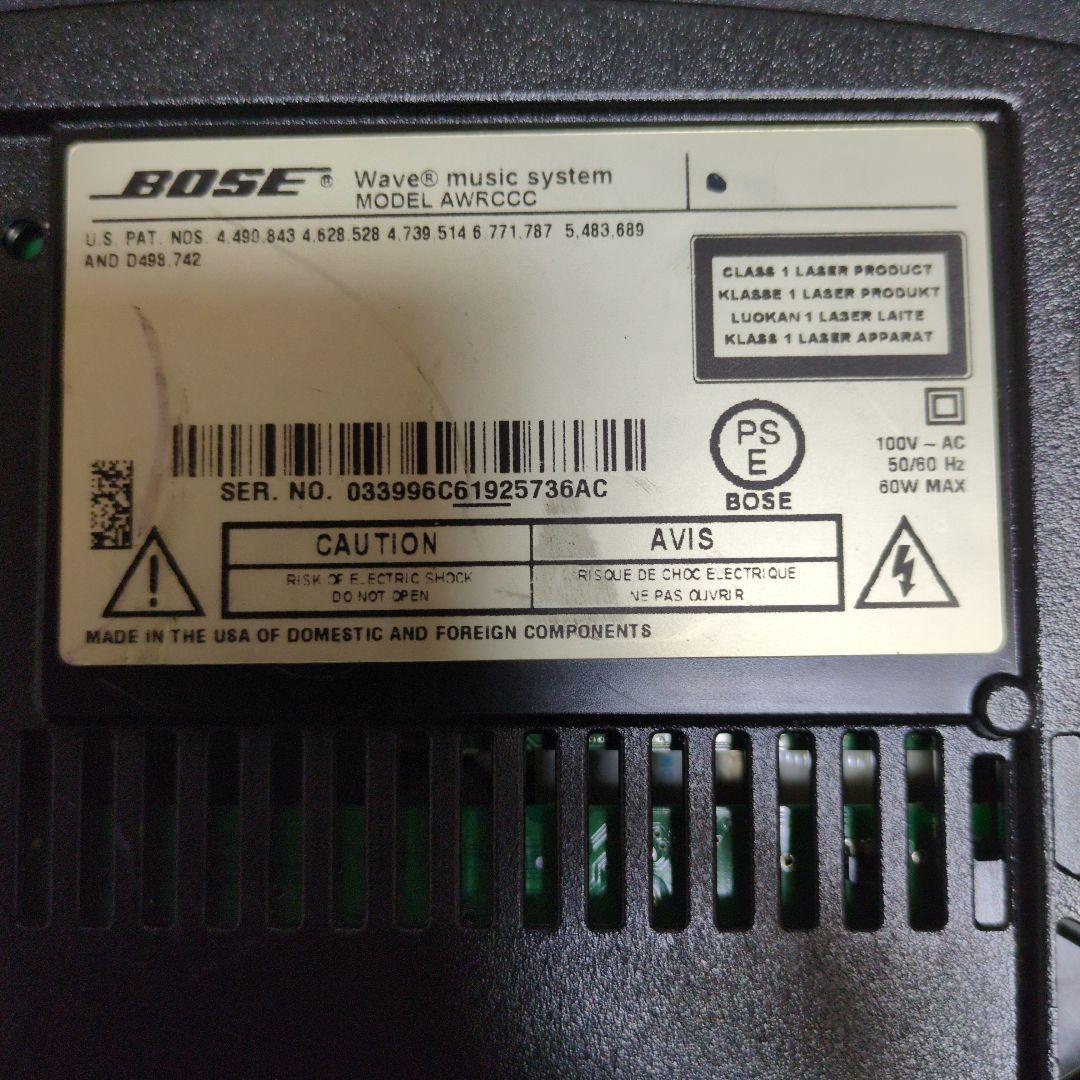 BOSE® Wave® music system
MODEL AWRCCC
U.S. PAT. NOS. 4,490,843 4,628,528 4,739,514 6,771,787 5,483,689
AND D498,742
CLASS 1 LASER PRODUCT
KLASSE 1 LASER PRODUKT
LUOKAN 1 LASER LAITE
KLASS 1 LASER APPARAT
PS
E
BOSE
100V ~ AC
50/60 Hz
60W MAX
SER. NO. 033996C61925736AC
CAUTION
RISK OF ELECTRIC SHOCK
DO NOT OPEN
AVIS
RISQUE DE CHOC ELECTRIQUE
NE PAS OUVRIR
MADE IN THE USA OF DOMESTIC AND FOREIGN COMPONENTS